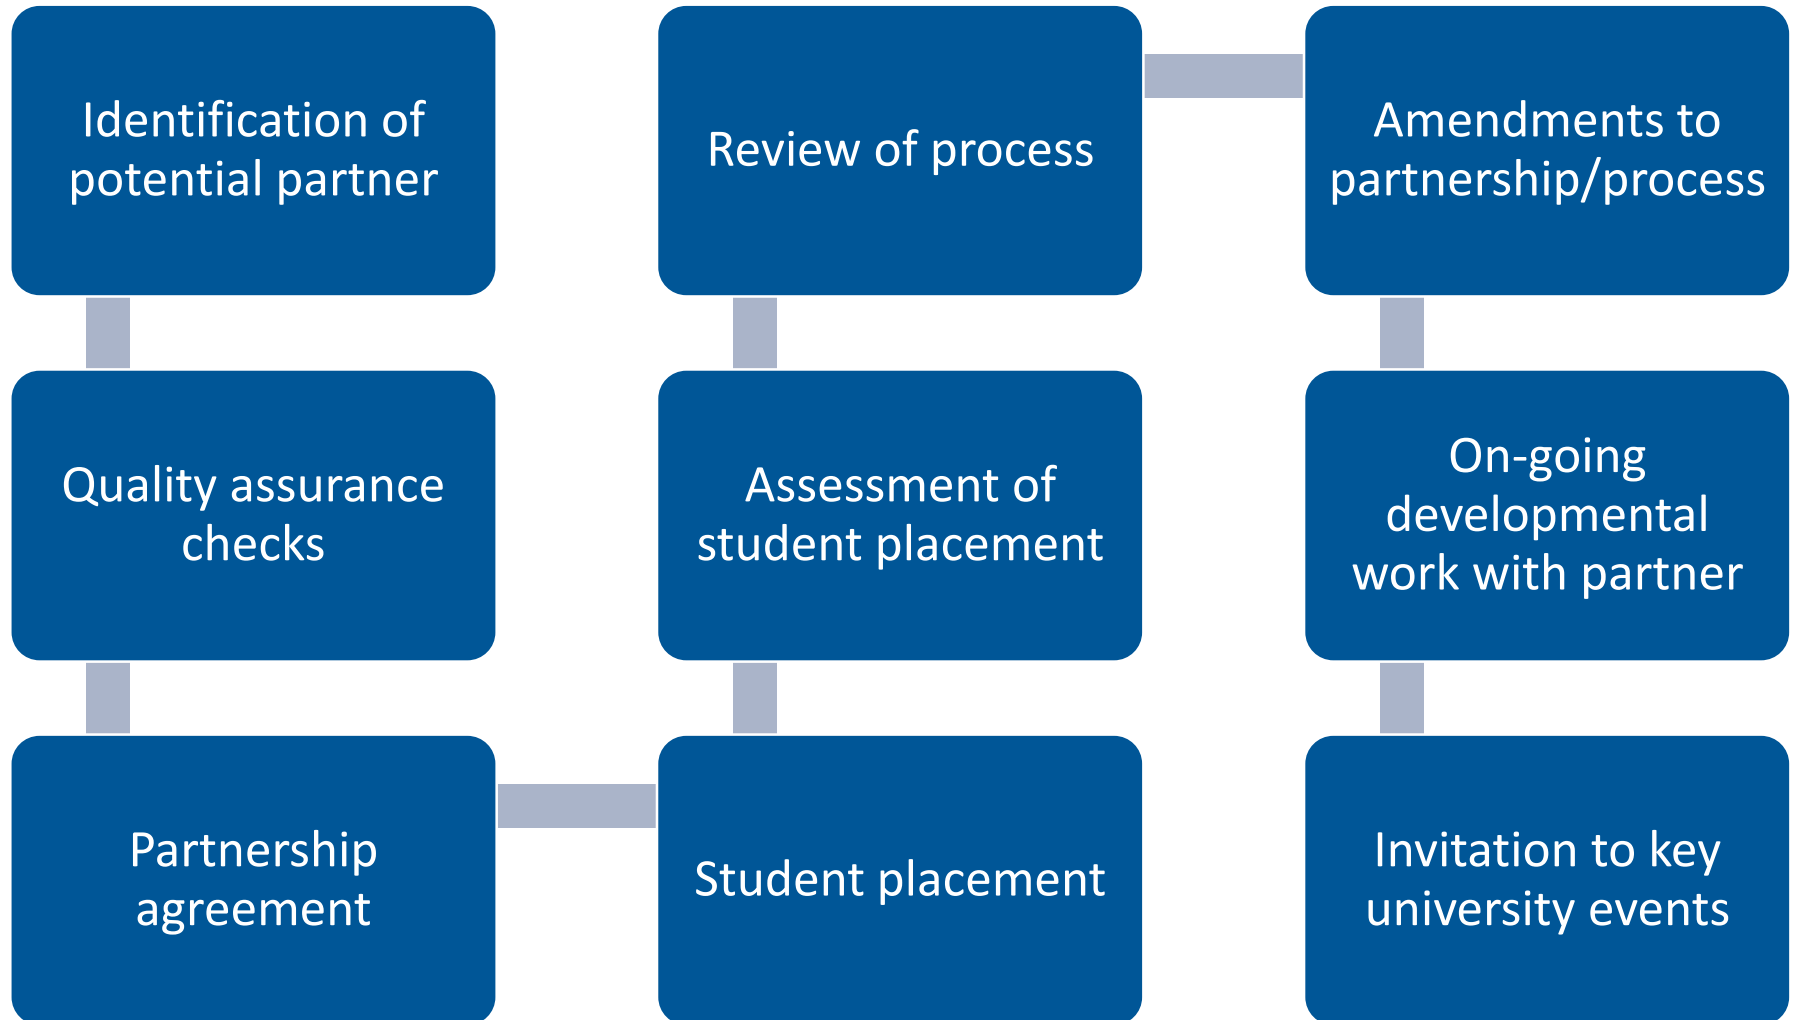 Identification of
potential partner
Quality assurance
checks
Partnership
agreement
Student placement
Assessment of
student placement
Review of process
Amendments to
partnership/process
On-going
developmental
work with partner
Invitation to key
university events